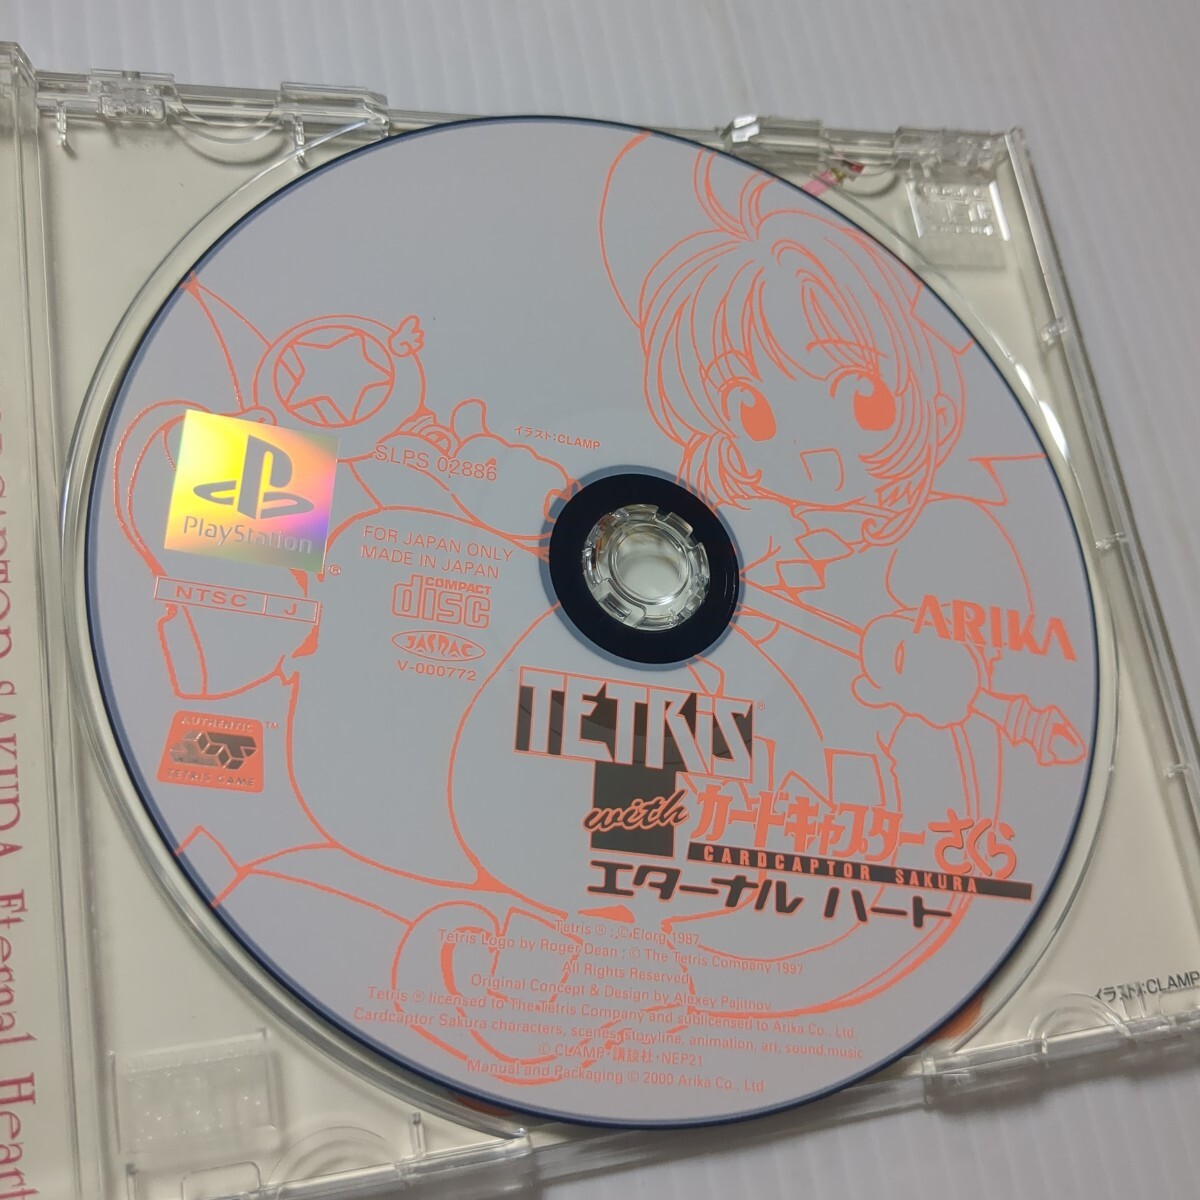 イラスト:CLAMP
SLPS 02886
PlayStation
®
FOR JAPAN ONLY
MADE IN JAPAN
NTSC J
COMPACT
disc
JASRAC
V-000772
ARIKA
TETRiS®
AUTHENTIC ™
TETRIS GAME
with カードキャプターさくら
CARDCAPTOR SAKURA
エターナル ハート
Tetris ® ; © Elorg 1987
Tetris Logo by Roger Dean ; © The Tetris Company 1997
All Rights Reserved
Original Concept & Design by Alexey Pajitnov
Tetris ® licensed to The Tetris Company and sublicensed to Arika Co., Ltd.
Cardcaptor Sakura characters, scenes, storyline, animation, art, sound, music
© CLAMP・講談社・NEP21
Manual and Packaging © 2000 Arika Co., Ltd.
イラスト:CLAMP
SAKURA Eternal Heart